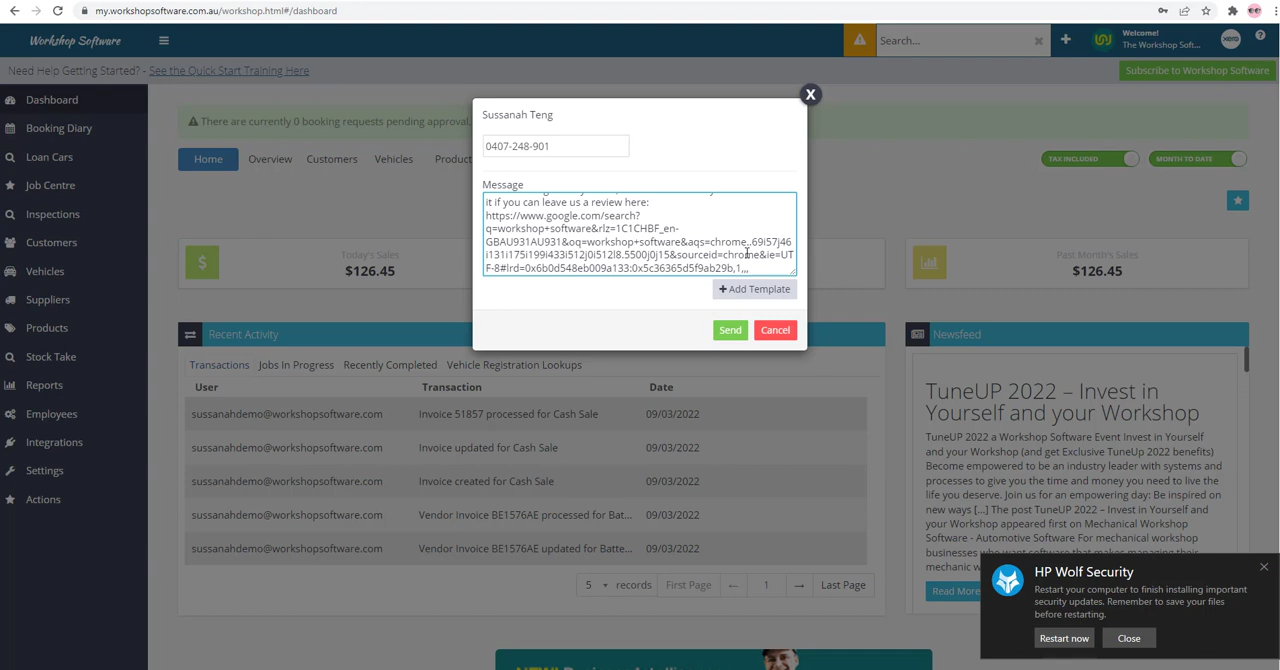 my.workshopsoftware.com.au/workshop.html#/dashboard
Workshop Software
Search...
Welcome!
The Workshop Soft...
xero
Need Help Getting Started? - See the Quick Start Training Here
Subscribe to Workshop Software
Dashboard
Booking Diary
Loan Cars
Job Centre
Inspections
Customers
Vehicles
Suppliers
Products
Stock Take
Reports
Employees
Integrations
Settings
Actions
There are currently 0 booking requests pending approval.
Home
Overview
Customers
Vehicles
TAX INCLUDED
MONTH TO DATE
Today's Sales
$126.45
Past Month's Sales
$126.45
X
Sussanah Teng
0407-248-901
Message
it if you can leave us a review here:
https://www.google.com/search?
q=workshop+software&rlz=1C1CHBF_en-
GBAU931AU931&oq=workshop+software&aqs=chrome..69i57j46
i131i175i199i433i512j0i512l8.5500j0j15&sourceid=chrome&ie=UT
F-8#lrd=0x6b0d548eb009a133:0x5c36365d5f9ab29b,1,,,
+ Add Template
Send
Cancel
Recent Activity
Transactions
Jobs In Progress
Recently Completed
Vehicle Registration Lookups
User
Transaction
Date
sussanahdemo@workshopsoftware.com
Invoice 51857 processed for Cash Sale
09/03/2022
sussanahdemo@workshopsoftware.com
Invoice updated for Cash Sale
09/03/2022
sussanahdemo@workshopsoftware.com
Invoice created for Cash Sale
09/03/2022
sussanahdemo@workshopsoftware.com
Vendor Invoice BE1576AE processed for Bat...
09/03/2022
sussanahdemo@workshopsoftware.com
Vendor Invoice BE1576AE updated for Batte...
09/03/2022
5 records
First Page
1
Last Page
Newsfeed
TuneUP 2022 – Invest in
Yourself and your Workshop
TuneUP 2022 a Workshop Software Event Invest in Yourself
and your Workshop (and get Exclusive TuneUp 2022 benefits)
Become empowered to be an industry leader with systems and
processes to give you the time and money you need to live the
life you deserve. Join us for an empowering day: Be inspired on
new ways [...] The post TuneUP 2022 – Invest in Yourself and
your Workshop appeared first on Mechanical Workshop
Software - Automotive Software For mechanical workshop
businesses who want software that makes managing their
mechanic
Read More
HP Wolf Security
Restart your computer to finish installing important
security updates. Remember to save your files
before restarting.
Restart now
Close